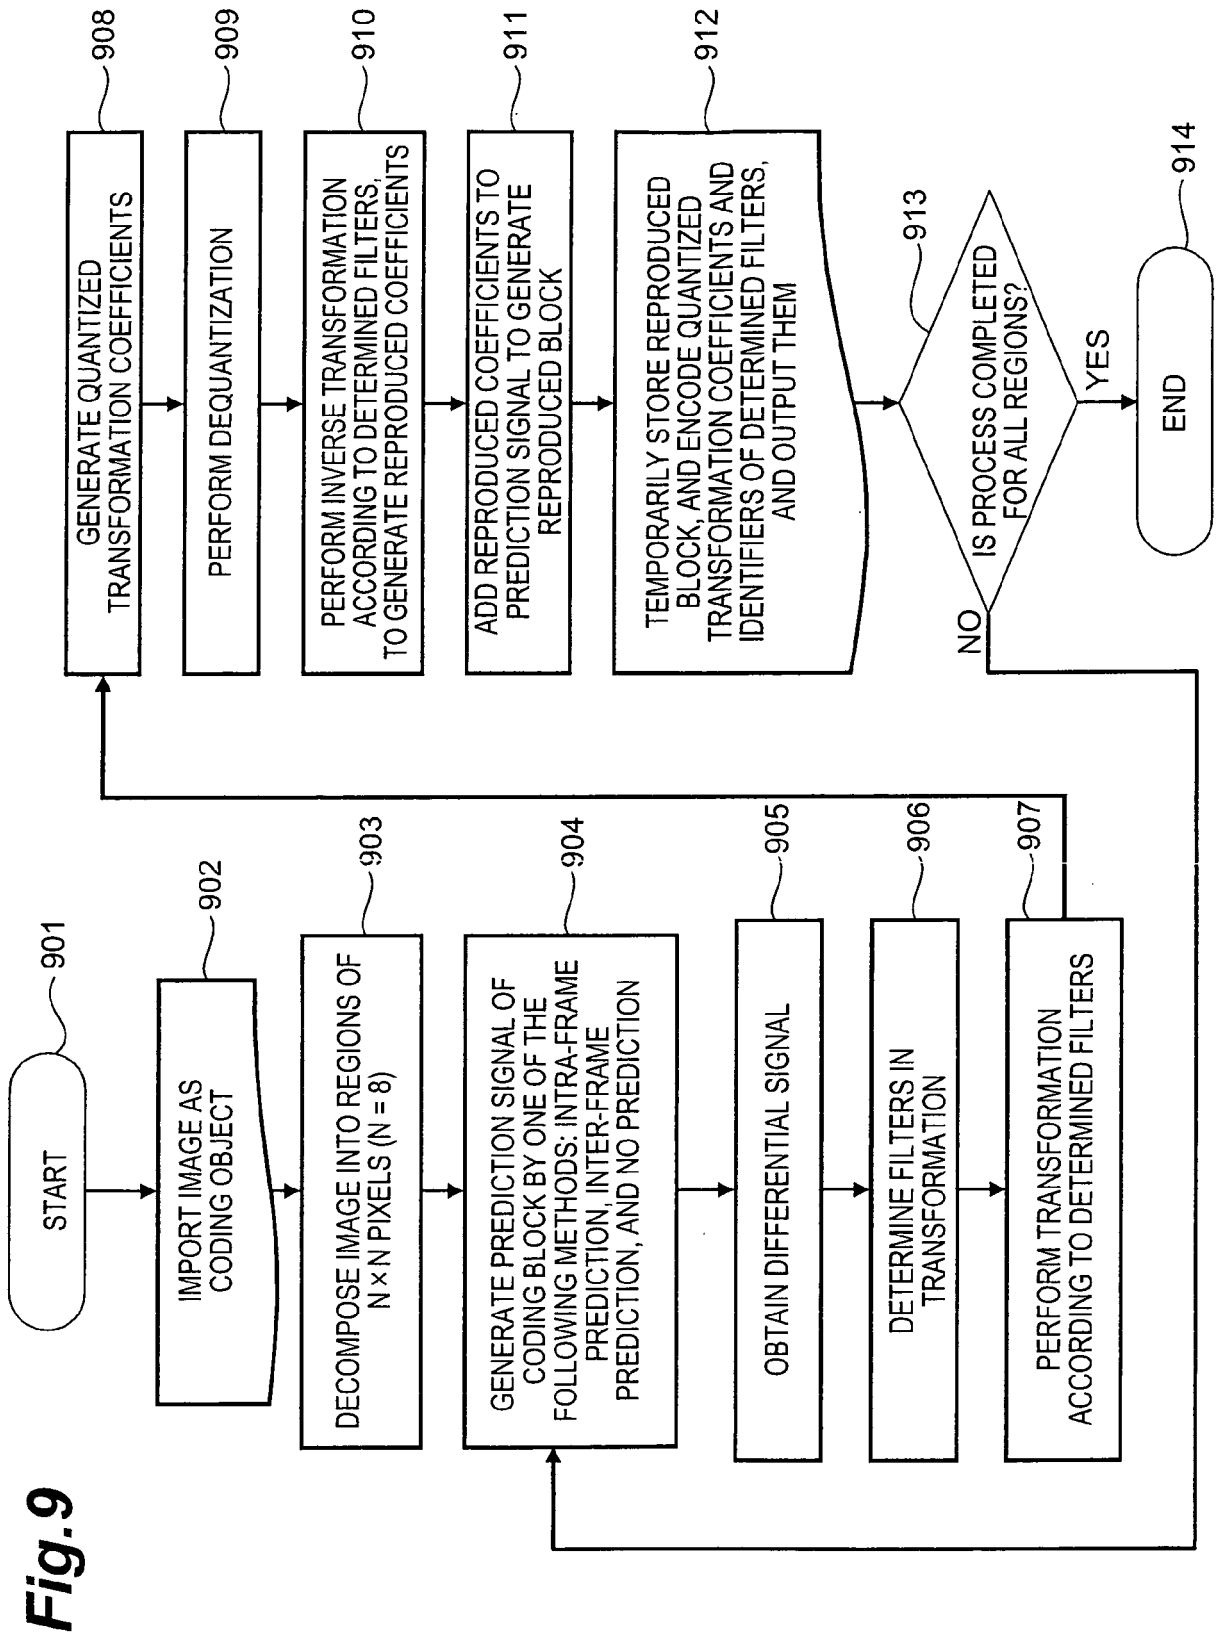 Fig.9
START
901
IMPORT IMAGE AS
CODING OBJECT
902
DECOMPOSE IMAGE INTO REGIONS OF
N × N PIXELS (N = 8)
903
GENERATE PREDICTION SIGNAL OF
CODING BLOCK BY ONE OF THE
FOLLOWING METHODS: INTRA-FRAME
PREDICTION, INTER-FRAME
PREDICTION, AND NO PREDICTION
904
OBTAIN DIFFERENTIAL SIGNAL
905
DETERMINE FILTERS IN
TRANSFORMATION
906
PERFORM TRANSFORMATION
ACCORDING TO DETERMINED FILTERS
907
GENERATE QUANTIZED
TRANSFORMATION COEFFICIENTS
908
PERFORM DEQUANTIZATION
909
PERFORM INVERSE TRANSFORMATION
ACCORDING TO DETERMINED FILTERS,
TO GENERATE REPRODUCED COEFFICIENTS
910
ADD REPRODUCED COEFFICIENTS TO
PREDICTION SIGNAL TO GENERATE
REPRODUCED BLOCK
911
TEMPORARILY STORE REPRODUCED
BLOCK, AND ENCODE QUANTIZED
TRANSFORMATION COEFFICIENTS AND
IDENTIFIERS OF DETERMINED FILTERS,
AND OUTPUT THEM
912
IS PROCESS COMPLETED
FOR ALL REGIONS?
913
NO
YES
END
914